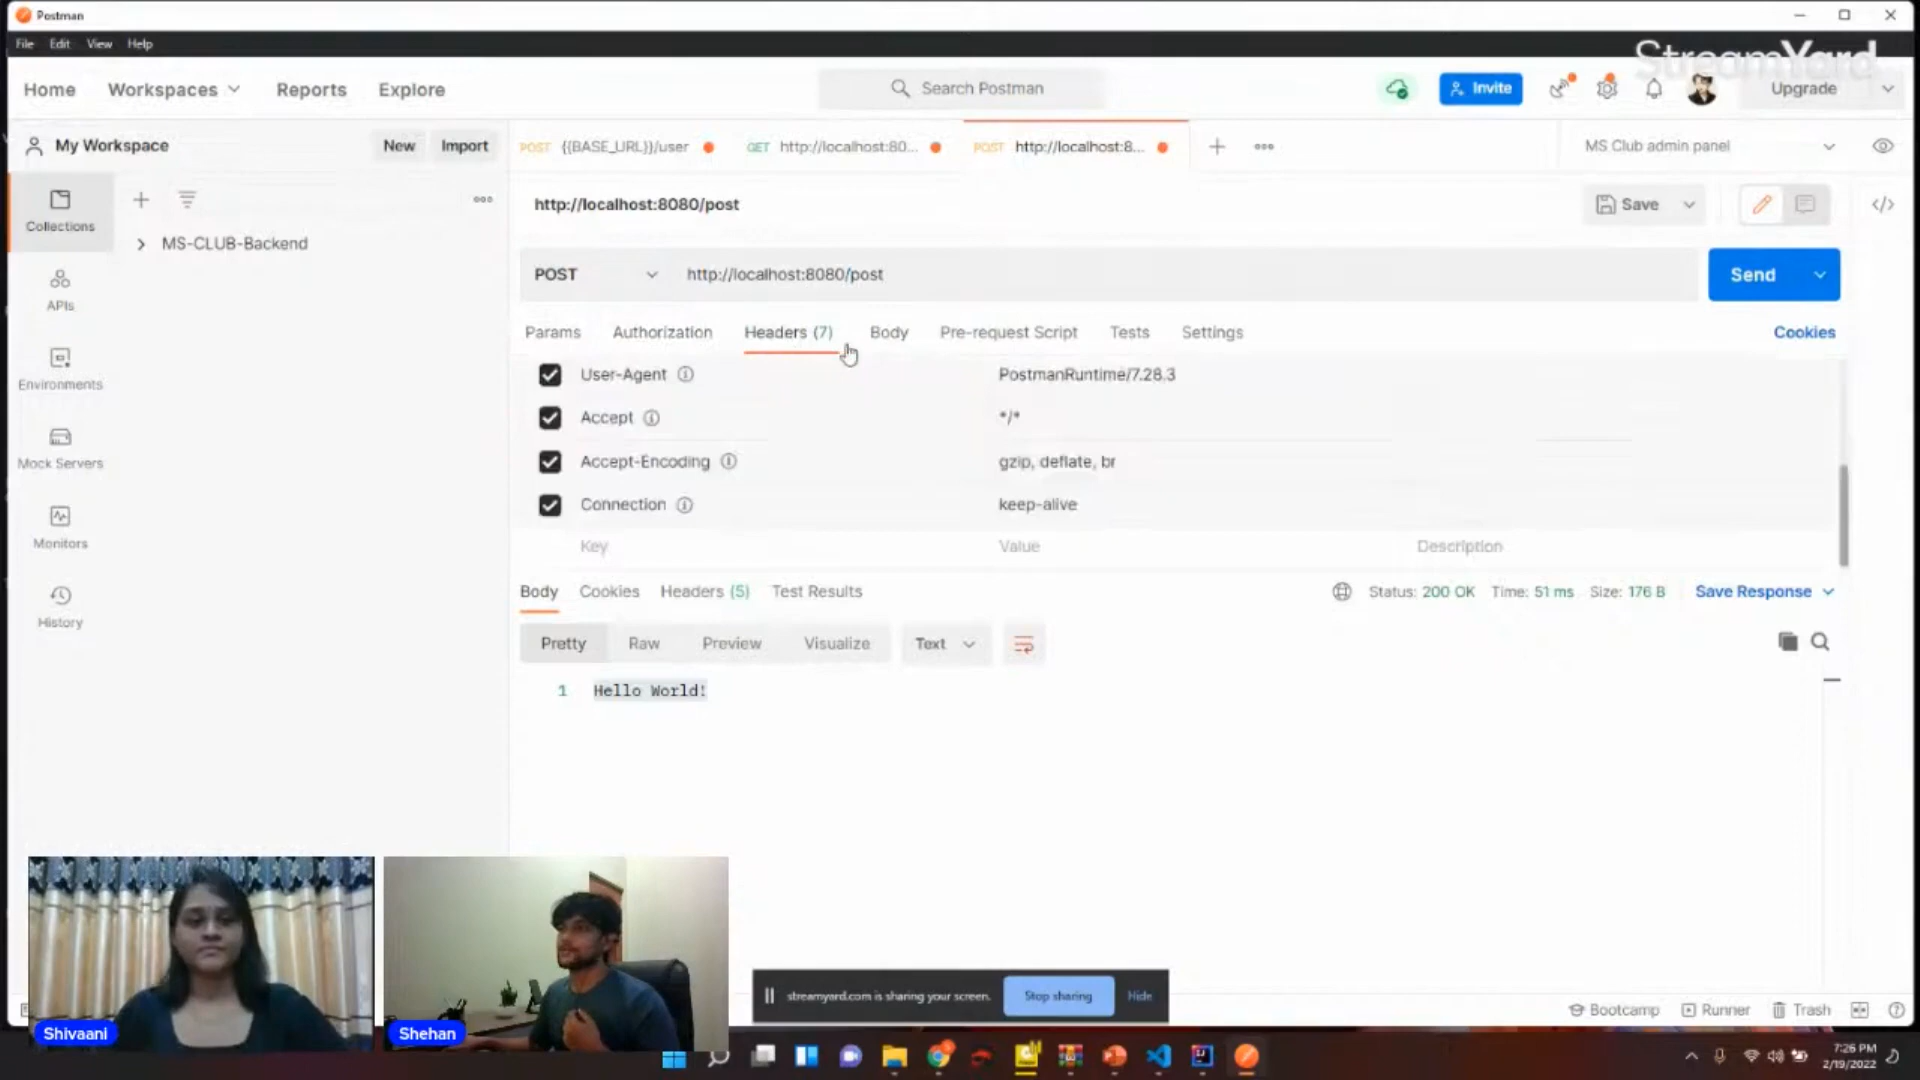 Postman
File Edit View Help
StreamYard
Home Workspaces Reports Explore Search Postman Invite Upgrade
My Workspace New Import POST {{BASE_URL}}/user GET http://localhost:80... POST http://localhost:8... MS Club admin panel
Collections
MS-CLUB-Backend
http://localhost:8080/post Save
POST http://localhost:8080/post Send
APIs
Params Authorization Headers (7) Body Pre-request Script Tests Settings Cookies
Environments
User-Agent PostmanRuntime/7.28.3
Accept */*
Mock Servers
Accept-Encoding gzip, deflate, br
Connection keep-alive
Monitors
Key Value Description
History
Body Cookies Headers (5) Test Results Status: 200 OK Time: 51 ms Size: 176 B Save Response
Pretty Raw Preview Visualize Text
1 Hello World!
streamyard.com is sharing your screen. Stop sharing Hide
Bootcamp Runner Trash
Shivaani Shehan
7:26 PM
2/19/2022